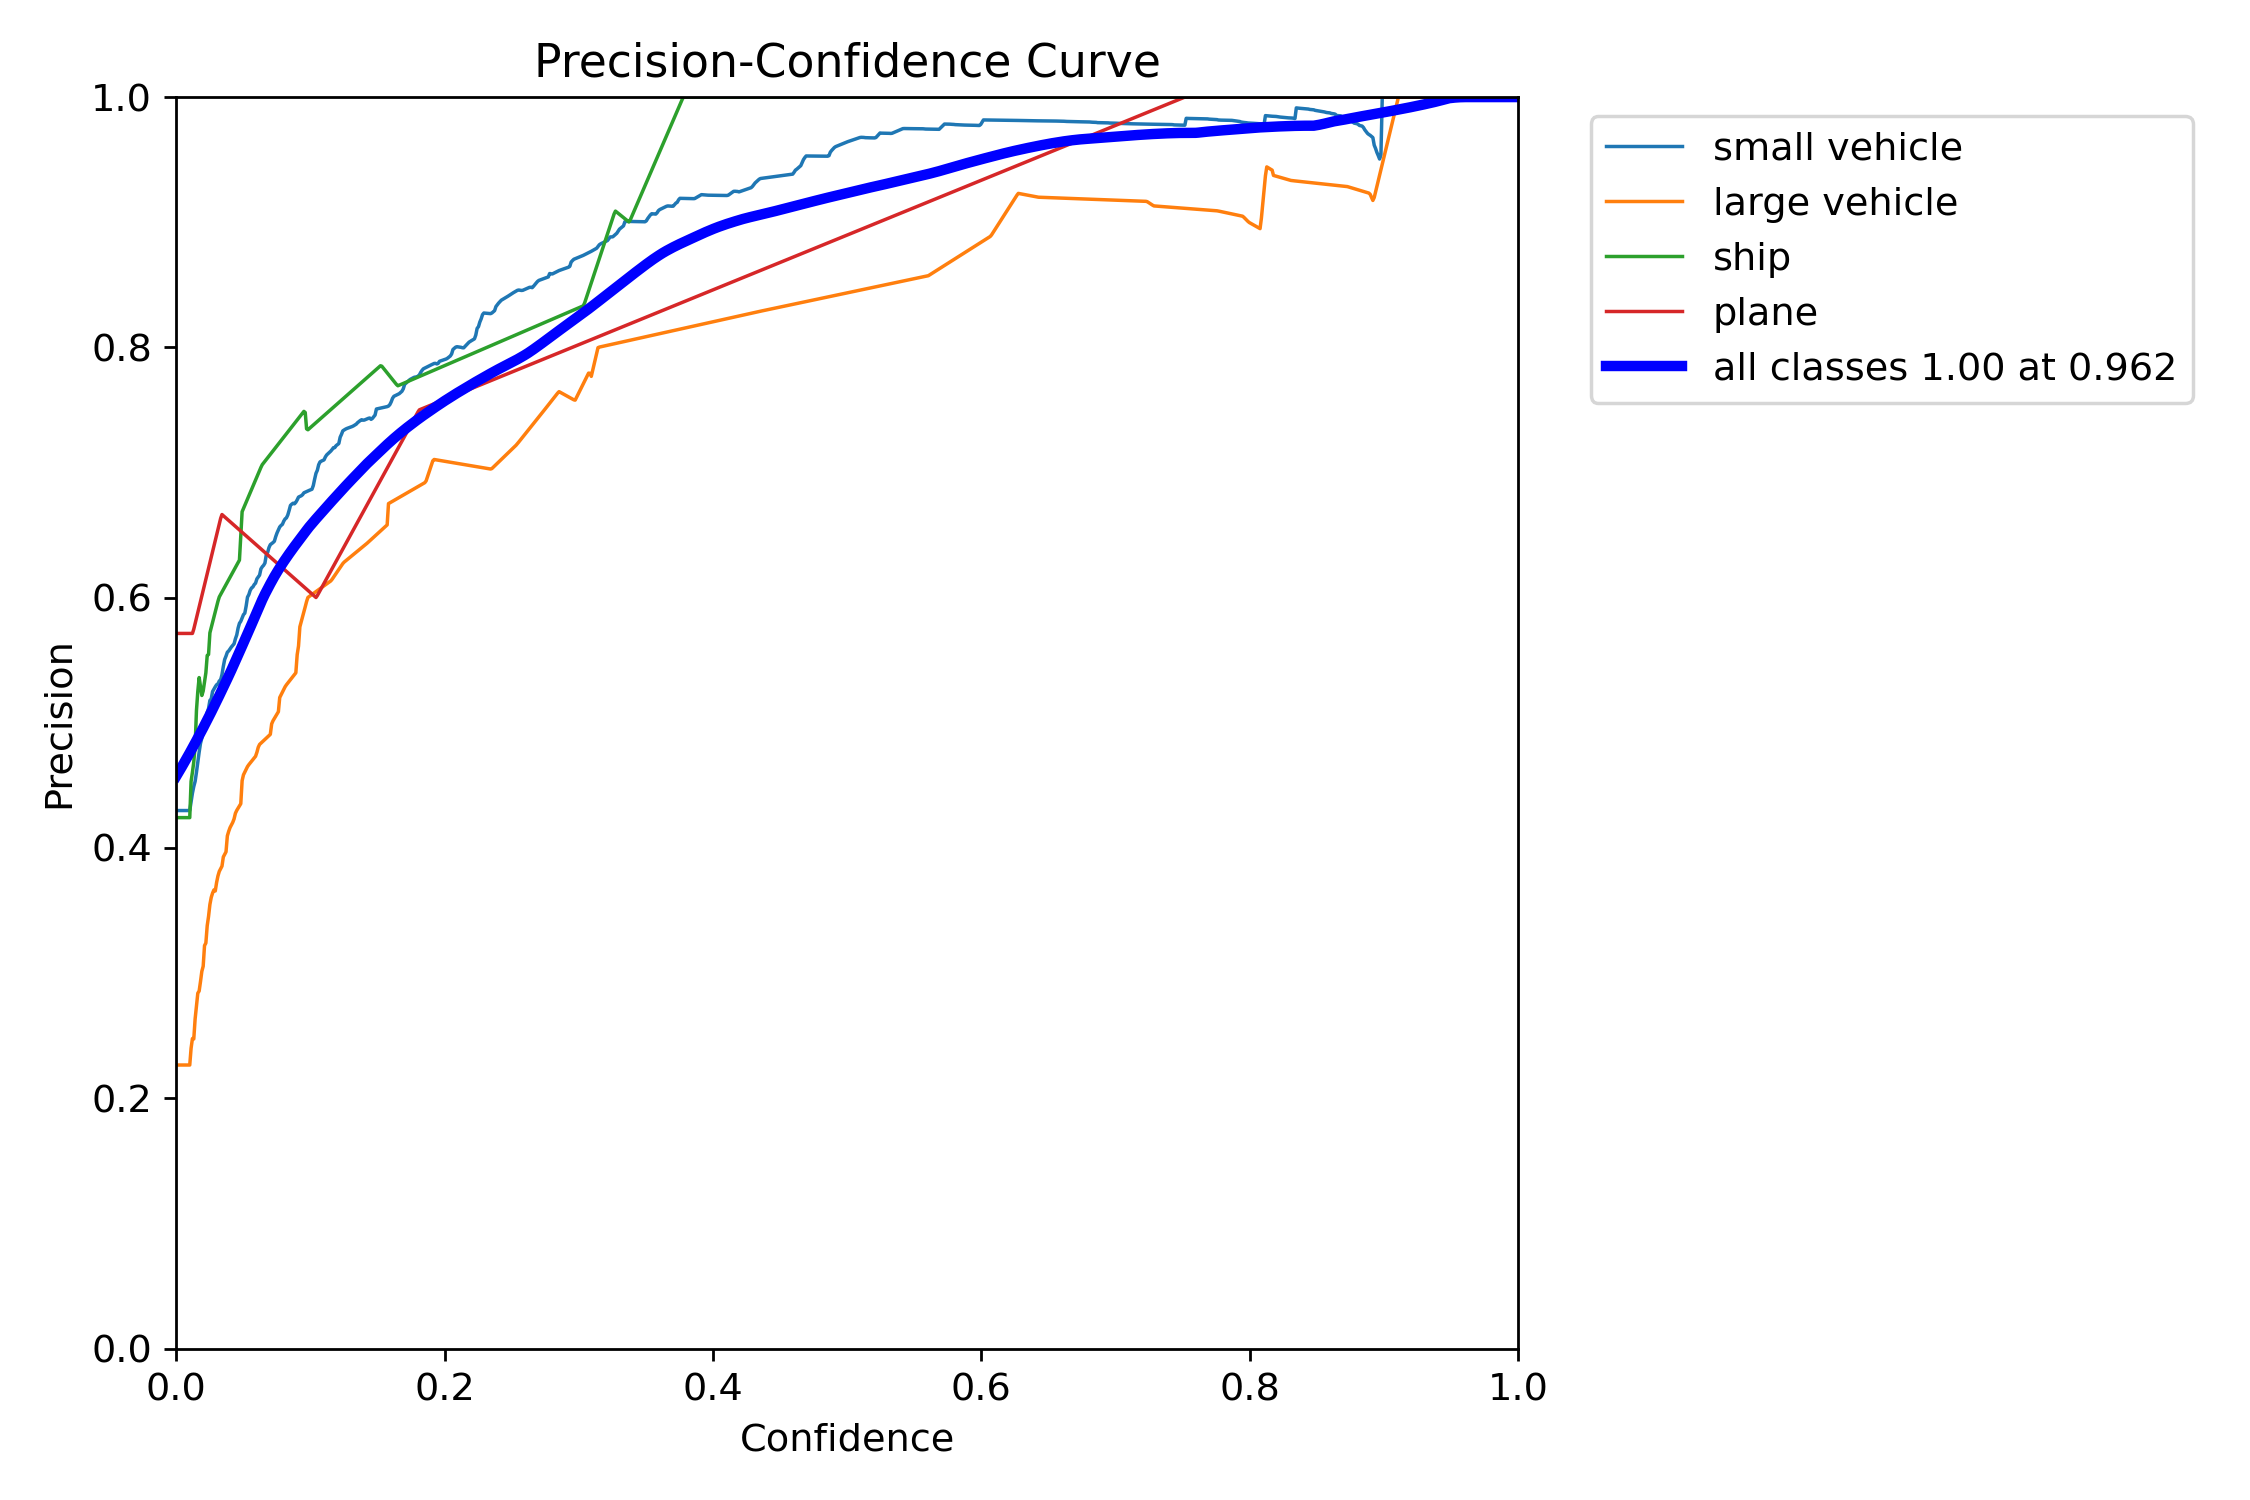 Precision-Confidence Curve
1.0
0.8
0.6
0.4
0.2
0.0
Precision
0.0 0.2 0.4 0.6 0.8 1.0
Confidence
small vehicle
large vehicle
ship
plane
all classes 1.00 at 0.962